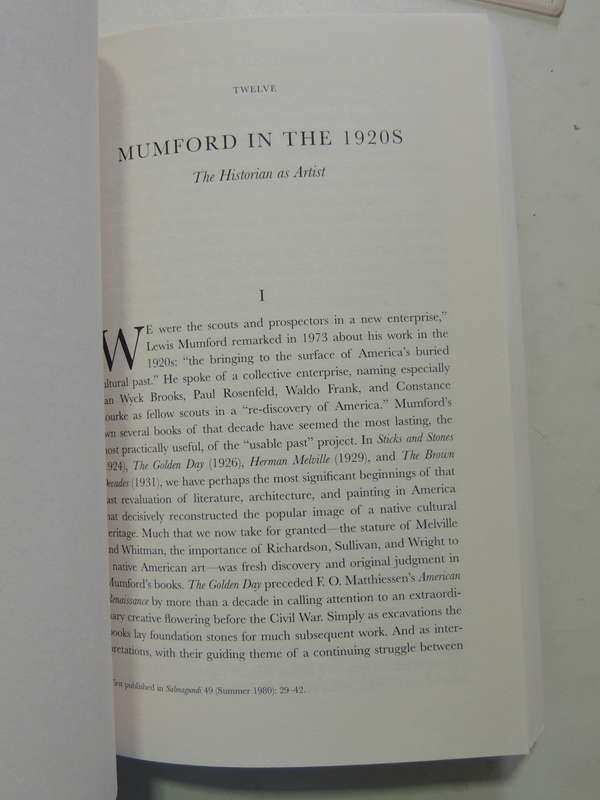 TWELVE
MUMFORD IN THE 1920S
The Historian as Artist
I
WE were the scouts and prospectors in a new enterprise,”
Lewis Mumford remarked in 1973 about his work in the
1920s: “the bringing to the surface of America’s buried
ultural past.” He spoke of a collective enterprise, naming especially
an Wyck Brooks, Paul Rosenfeld, Waldo Frank, and Constance
ourke as fellow scouts in a “re-discovery of America.” Mumford’s
wn several books of that decade have seemed the most lasting, the
ost practically useful, of the “usable past” project. In Sticks and Stones
1924), The Golden Day (1926), Herman Melville (1929), and The Brown
Decades (1931), we have perhaps the most significant beginnings of that
ast revaluation of literature, architecture, and painting in America
hat decisively reconstructed the popular image of a native cultural
eritage. Much that we now take for granted—the stature of Melville
nd Whitman, the importance of Richardson, Sullivan, and Wright to
native American art—was fresh discovery and original judgment in
Mumford’s books. The Golden Day preceded F. O. Matthiessen’s American
Renaissance by more than a decade in calling attention to an extraordi-
nary creative flowering before the Civil War. Simply as excavations the
books lay foundation stones for much subsequent work. And as inter-
pretations, with their guiding theme of a continuing struggle between
First published in Salmagundi 49 (Summer 1980): 29–42.